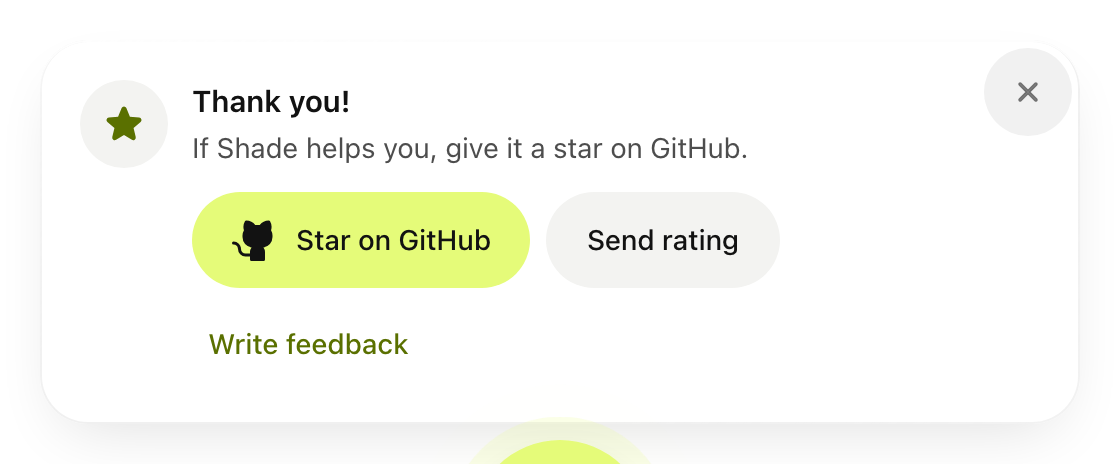 Thank you!
If Shade helps you, give it a star on GitHub.
Star on GitHub
Send rating
Write feedback